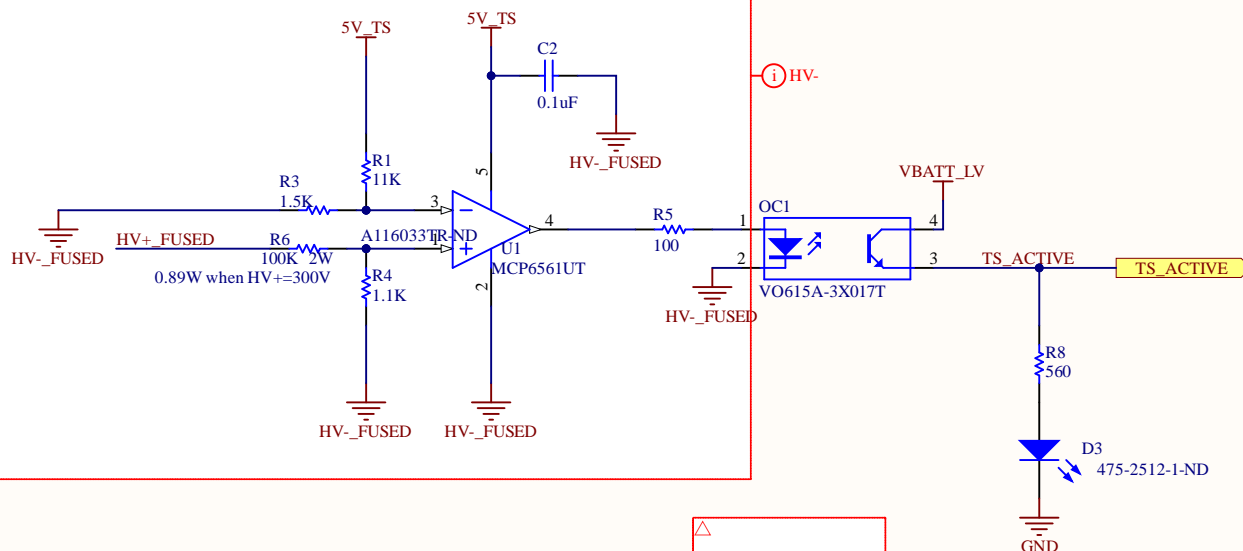 5V_TS
5V_TS
C2
0.1uF
HV-_FUSED
i HV-
R1
11K
R3
1.5K
HV-_FUSED
HV+_FUSED
R6
100K 2W
0.89W when HV+=300V
A116033TR-ND
R4
1.1K
HV-_FUSED
3
1
5
2
4
U1
MCP6561UT
HV-_FUSED
R5
100
1
2
HV-_FUSED
OC1
VO615A-3X017T
4
3
VBATT_LV
TS_ACTIVE
TS_ACTIVE
R8
560
D3
475-2512-1-ND
GND